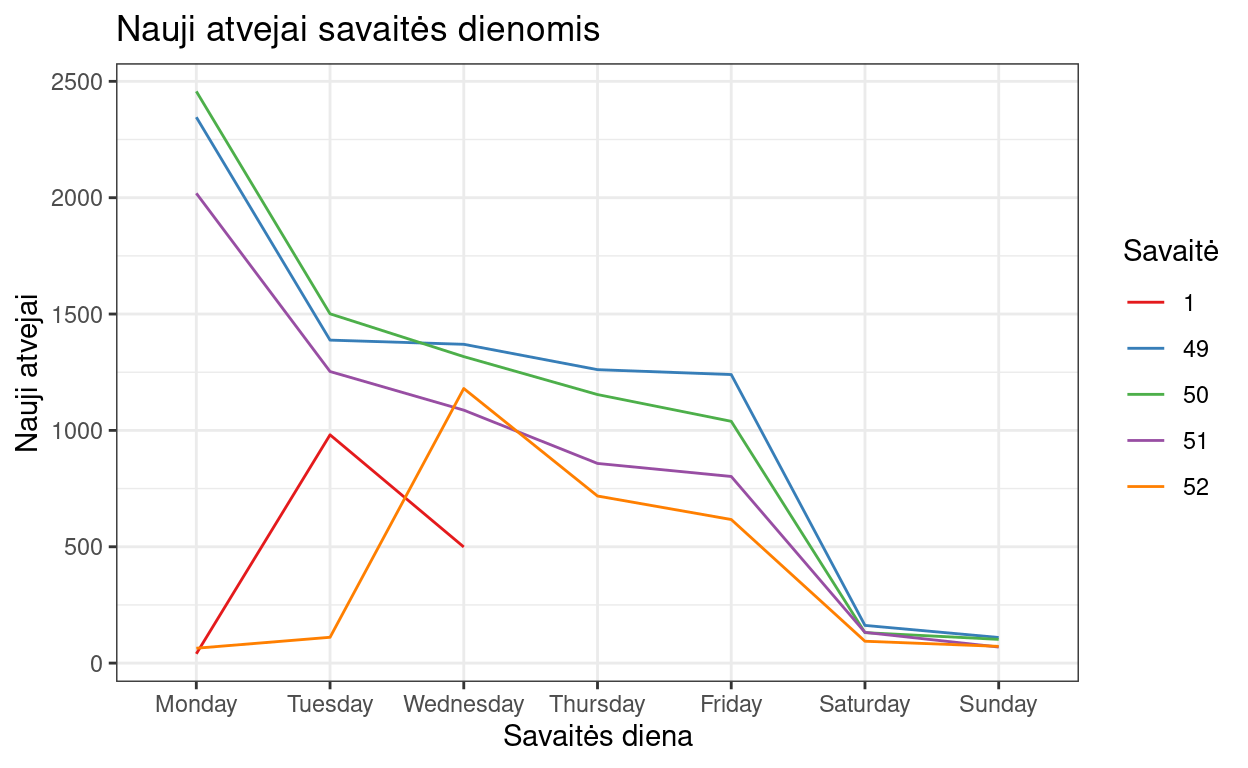 Nauji atvejai savaitės dienomis
Nauji atvejai
2500
2000
1500
1000
500
0
Monday Tuesday Wednesday Thursday Friday Saturday Sunday
Savaitės diena
Savaitė
1
49
50
51
52